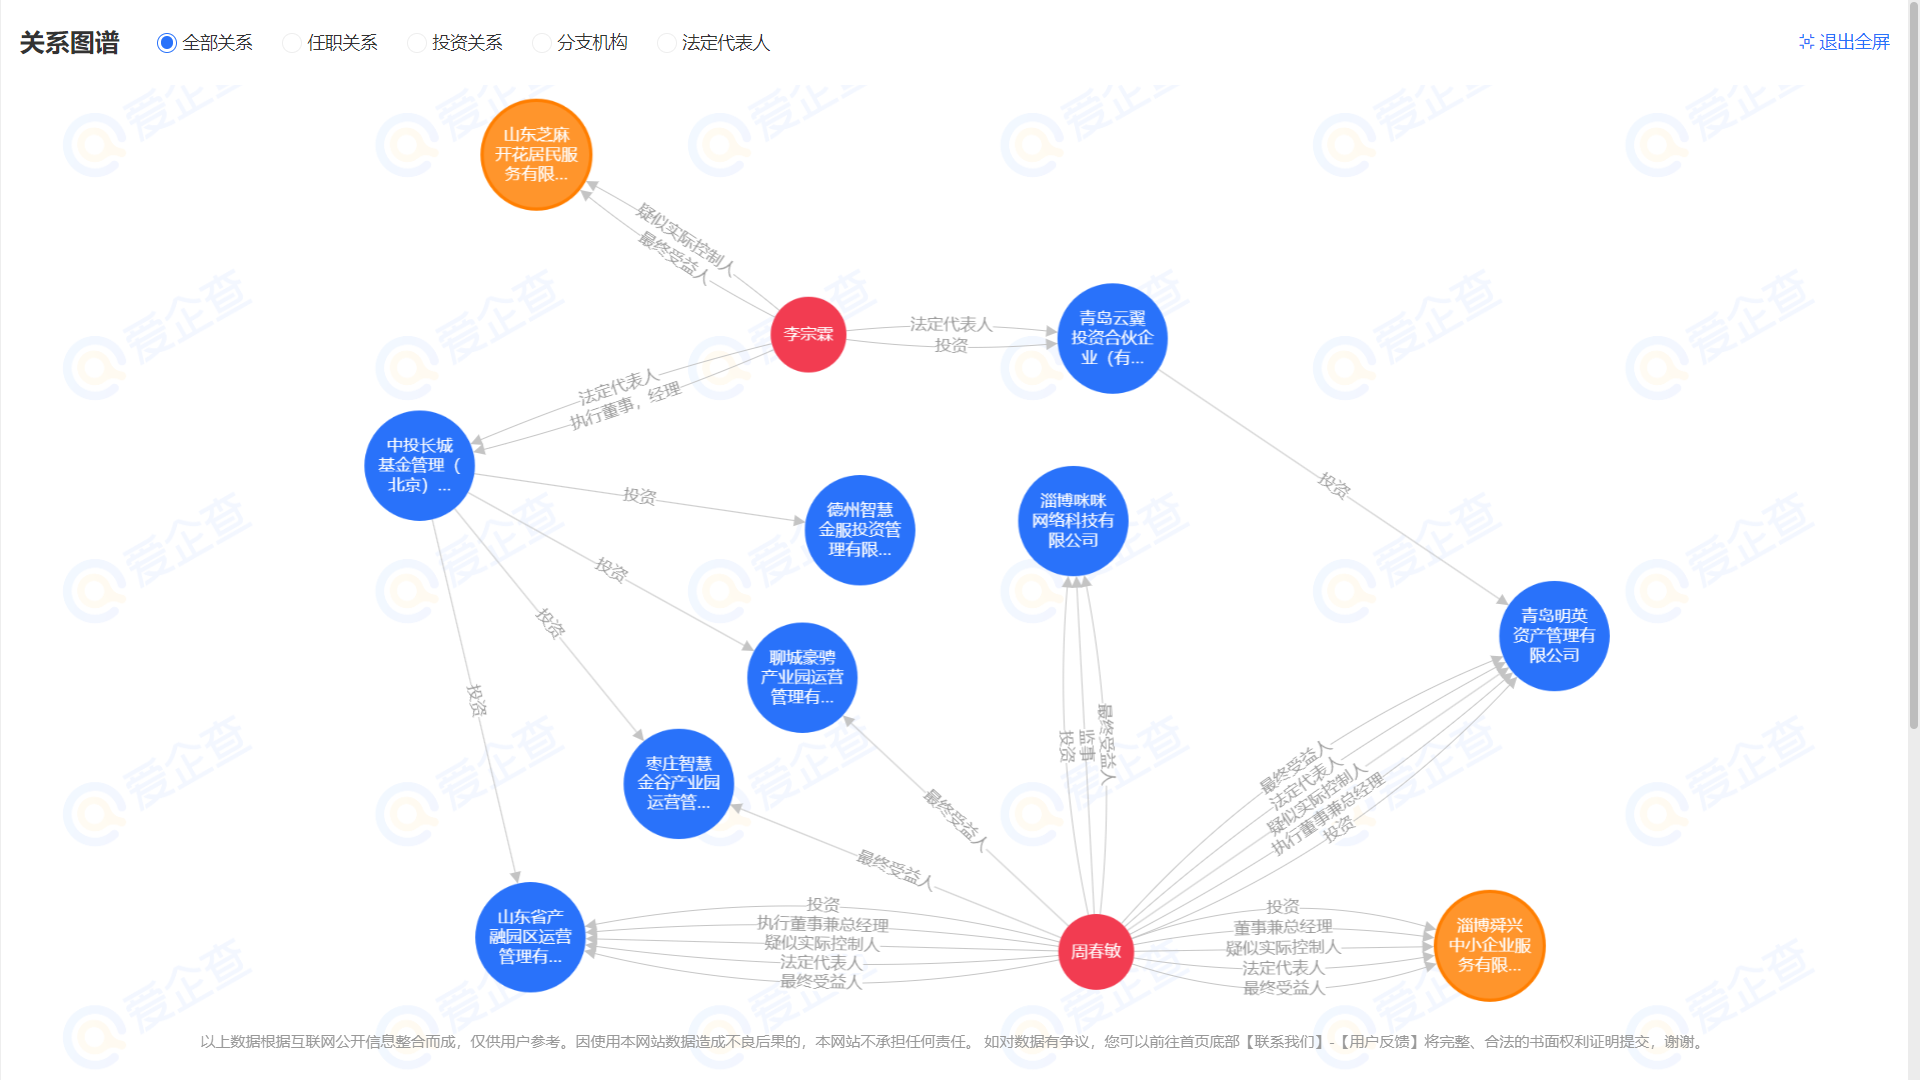 关系图谱
全部关系
任职关系
投资关系
分支机构
法定代表人
退出全屏
山东芝麻
开花居民服
务有限...
疑似实际控制人
最终受益人
李宗霖
法定代表人
投资
青岛云翼
投资合伙企
业（有...
法定代表人
执行董事，经理
中投长城
基金管理（
北京）...
投资
德州智慧
金服投资管
理有限...
淄博咪咪
网络科技有
限公司
投资
投资
投资
投资
青岛明英
资产管理有
限公司
聊城豪骋
产业园运营
管理有...
枣庄智慧
金谷产业园
运营管...
最终受益人
监事
投资
最终受益人
法定代表人
疑似实际控制人
执行董事兼总经理
投资
最终受益人
最终受益人
山东省产
融园区运营
管理有...
投资
执行董事兼总经理
疑似实际控制人
法定代表人
最终受益人
周春敏
投资
董事兼总经理
疑似实际控制人
法定代表人
最终受益人
淄博舜兴
中小企业服
务有限...
以上数据根据互联网公开信息整合而成，仅供用户参考。因使用本网站数据造成不良后果的，本网站不承担任何责任。 如对数据有争议，您可以前往首页底部【联系我们】-【用户反馈】将完整、合法的书面权利证明提交，谢谢。
爱企查